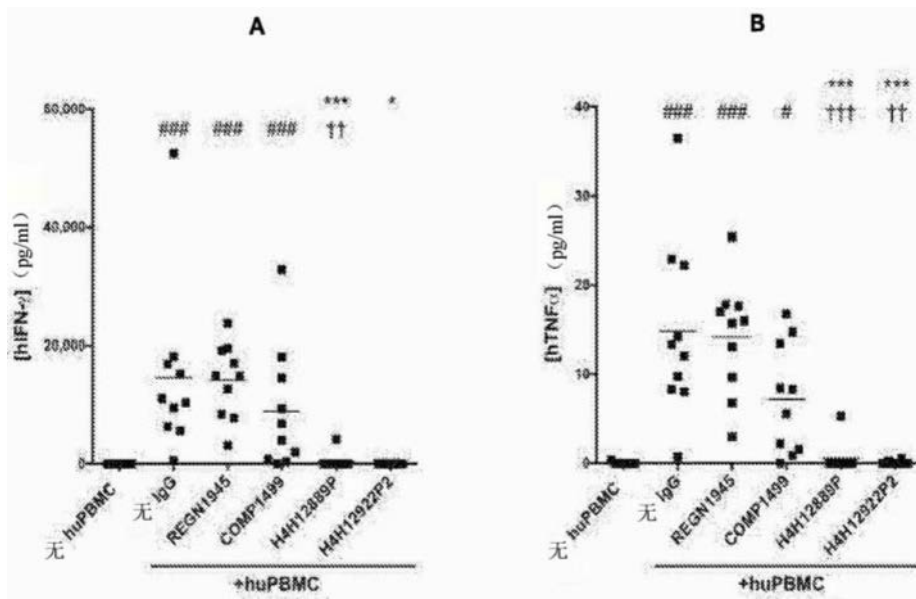 A
[hIFN-γ] (pg/ml)
60,000
40,000
20,000
0
***
*
###
###
###
††
无 huPBMC
无 IgG
REGN1945
COMP1499
H4H12889P
H4H12922P2
+huPBMC
B
[hTNFα] (pg/ml)
40
30
20
10
0
***
***
###
###
#
†††
††
无 huPBMC
无 IgG
REGN1945
COMP1499
H4H12889P
H4H12922P2
+huPBMC